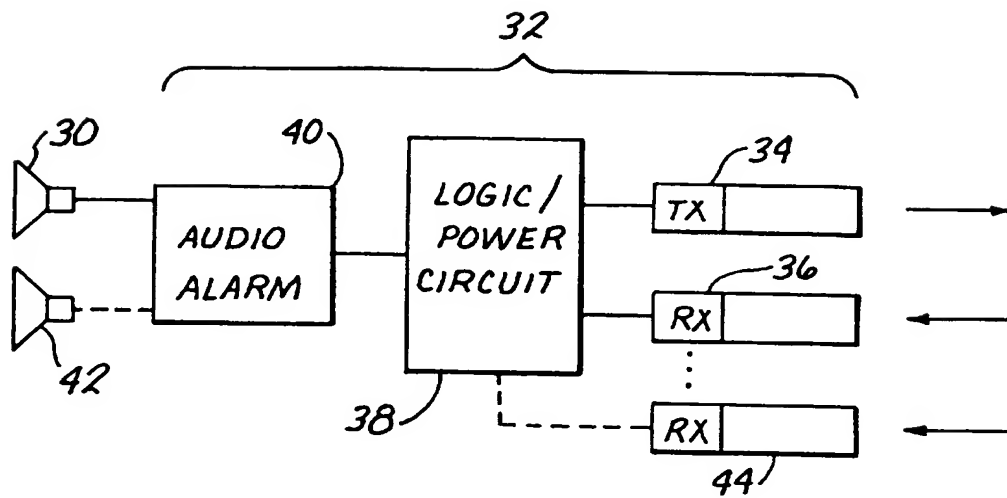 32
30
40
34
LOGIC/
POWER
CIRCUIT
TX
AUDIO
ALARM
36
RX
42
38
RX
44